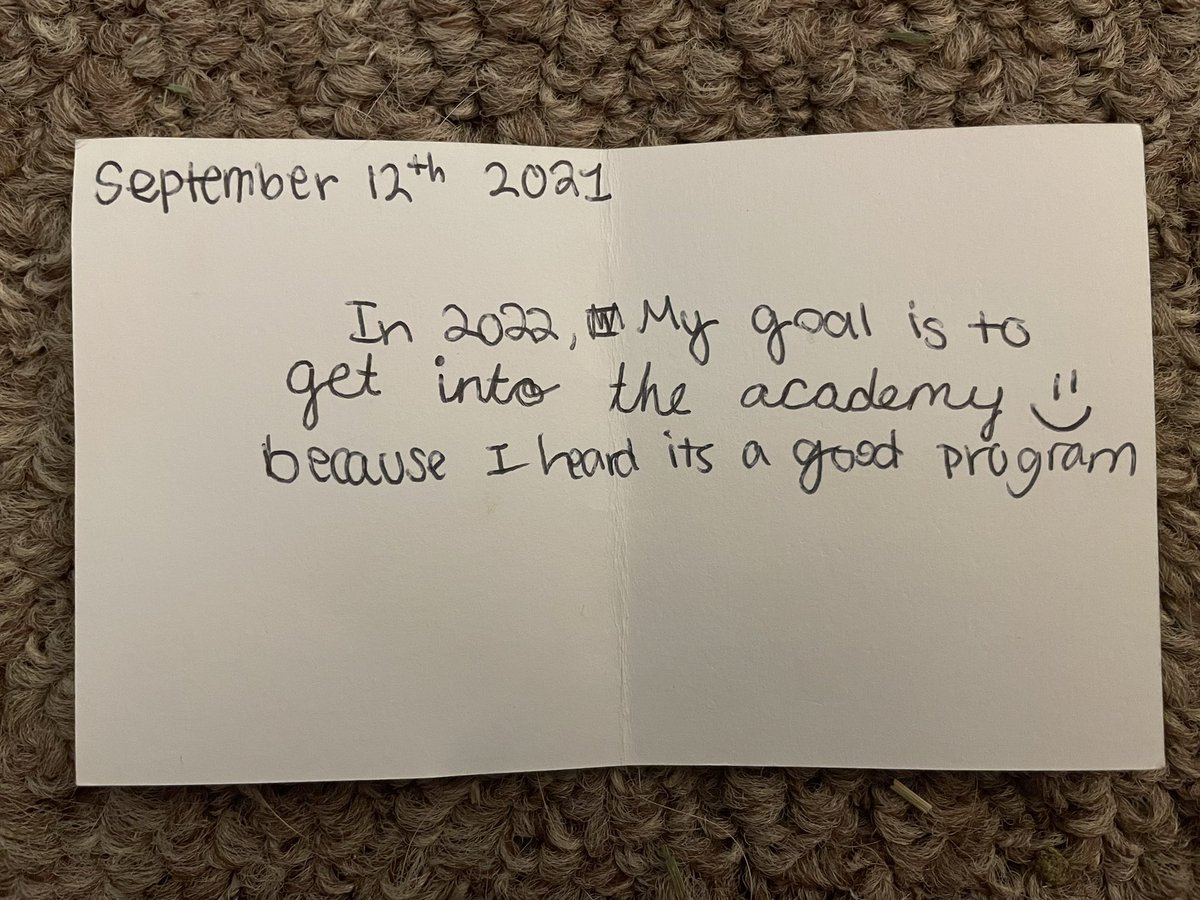 September 12th 2021
In 2022, My goal is to
get into the academy
because I heard its a good program